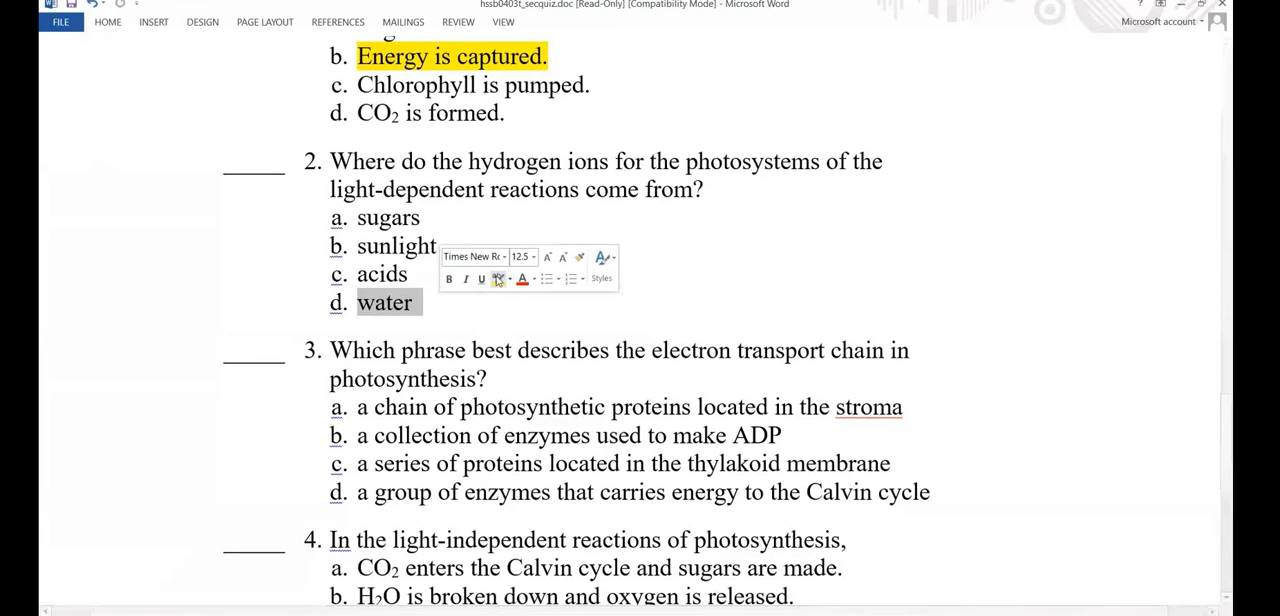 hssb0403t_secquiz.doc [Read-Only] [Compatibility Mode] - Microsoft Word
FILE HOME INSERT DESIGN PAGE LAYOUT REFERENCES MAILINGS REVIEW VIEW Microsoft account
b. Energy is captured.
c. Chlorophyll is pumped.
d. CO₂ is formed.
2. Where do the hydrogen ions for the photosystems of the
light-dependent reactions come from?
a. sugars
b. sunlight
Times New Rc 12.5
c. acids
B I U A Styles
d. water
3. Which phrase best describes the electron transport chain in
photosynthesis?
a. a chain of photosynthetic proteins located in the stroma
b. a collection of enzymes used to make ADP
c. a series of proteins located in the thylakoid membrane
d. a group of enzymes that carries energy to the Calvin cycle
4. In the light-independent reactions of photosynthesis,
a. CO₂ enters the Calvin cycle and sugars are made.
b. H₂O is broken down and oxygen is released.